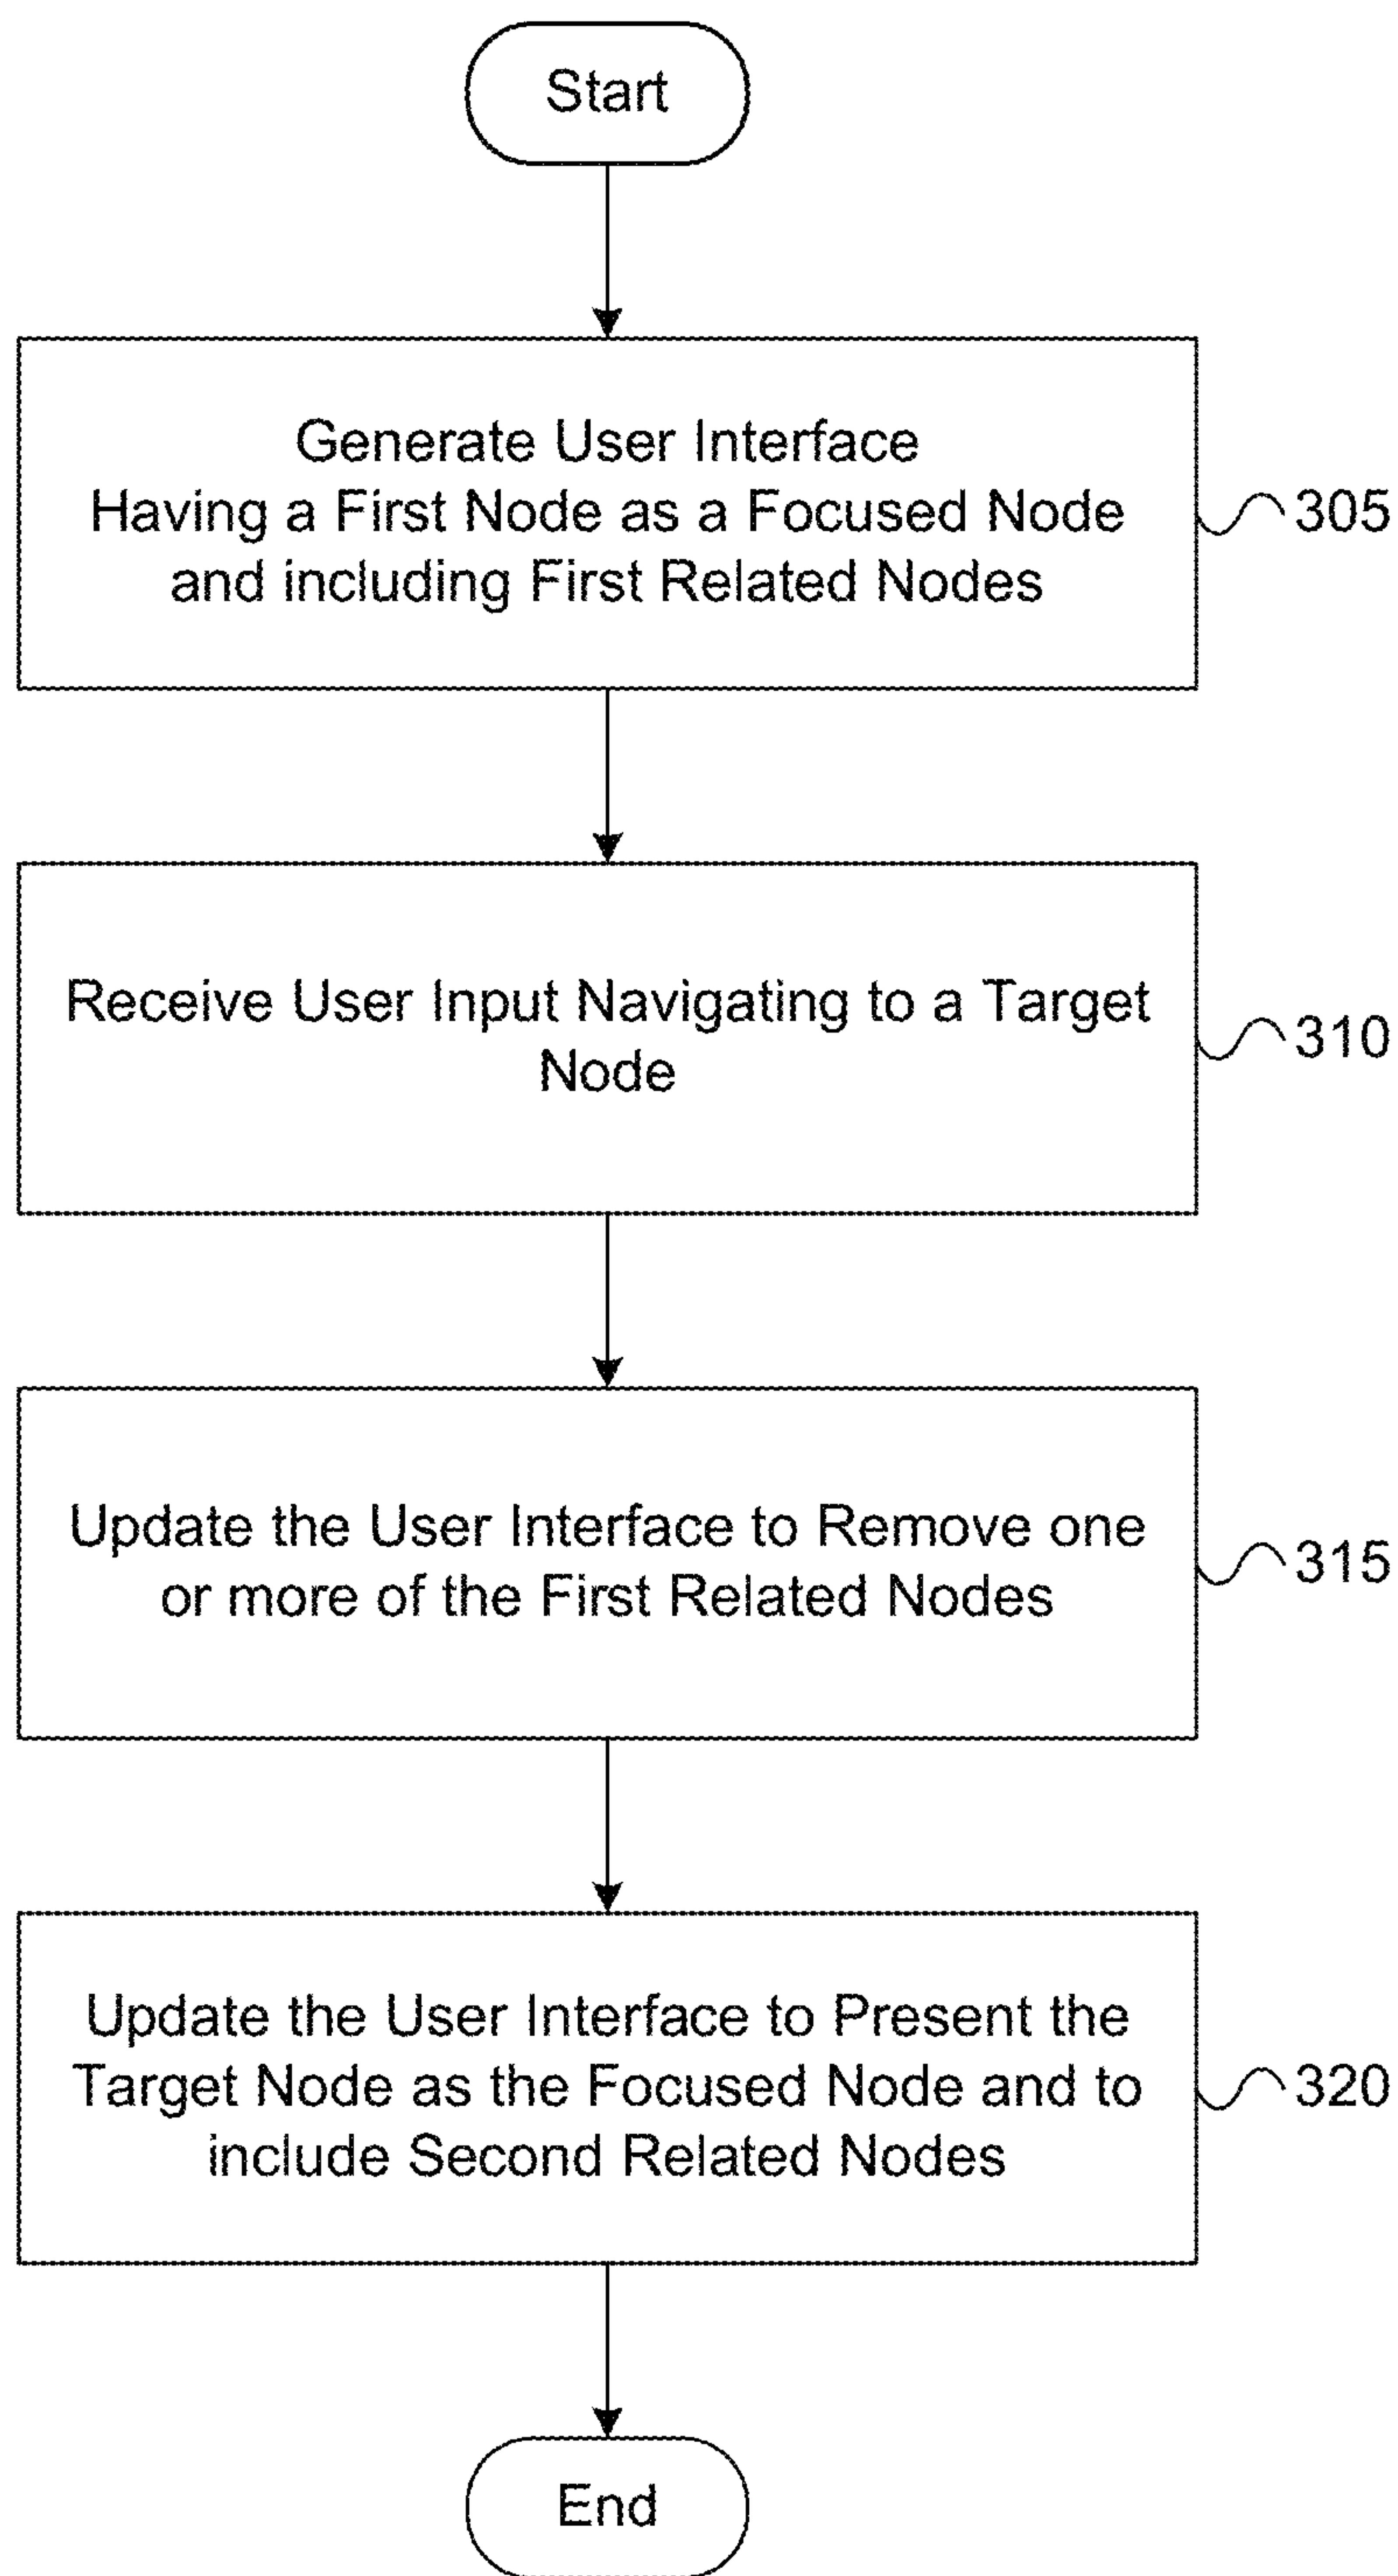 Start
Generate User Interface
Having a First Node as a Focused Node
and including First Related Nodes
305
Receive User Input Navigating to a Target
Node
310
Update the User Interface to Remove one
or more of the First Related Nodes
315
Update the User Interface to Present the
Target Node as the Focused Node and to
include Second Related Nodes
320
End